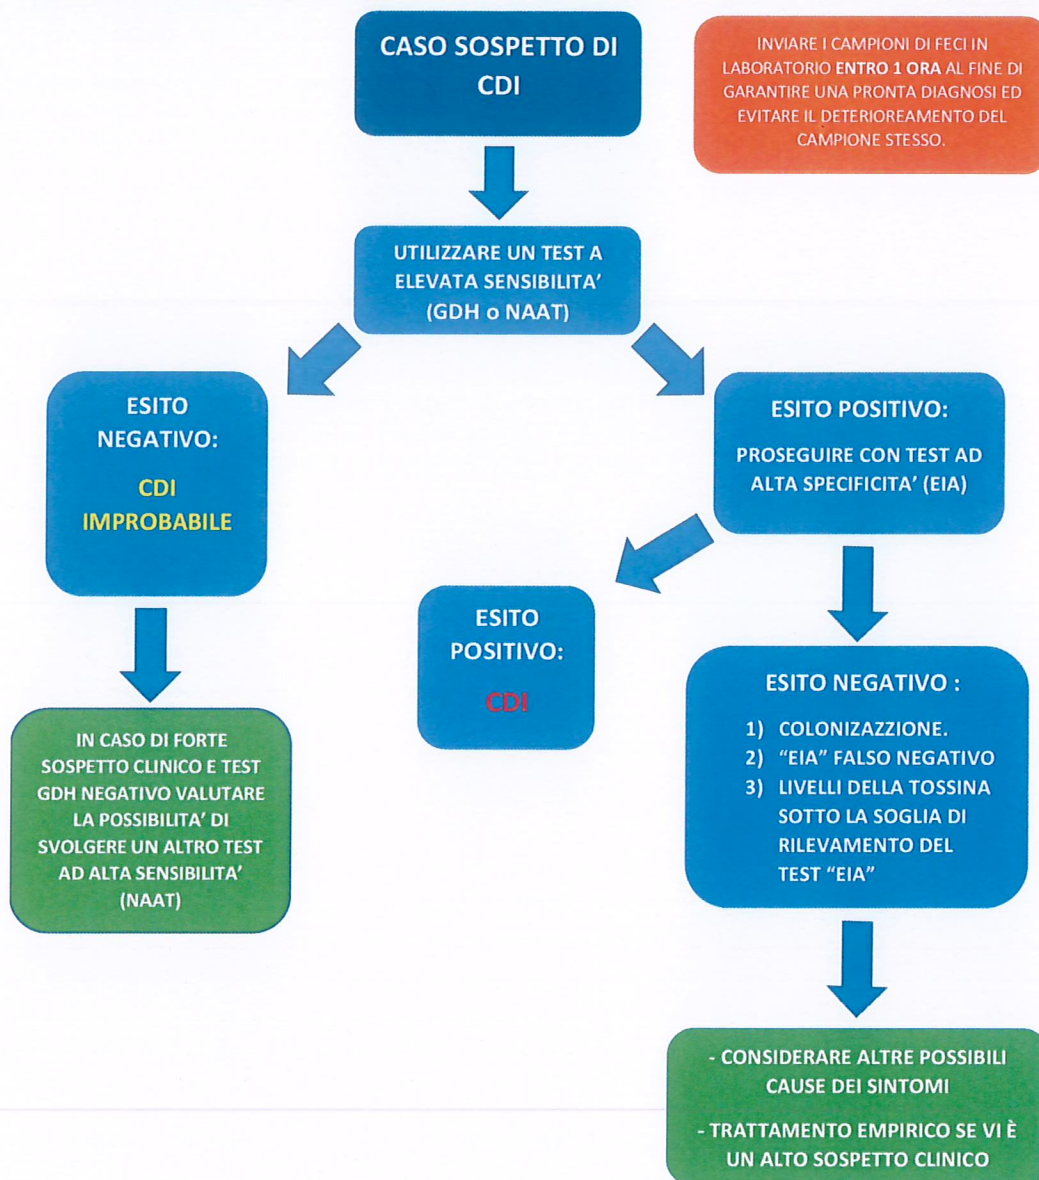 CASO SOSPETTO DI
CDI
INVIARE I CAMPIONI DI FECI IN
LABORATORIO ENTRO 1 ORA AL FINE DI
GARANTIRE UNA PRONTA DIAGNOSI ED
EVITARE IL DETERIOREAMENTO DEL
CAMPIONE STESSO.
UTILIZZARE UN TEST A
ELEVATA SENSIBILITA’
(GDH o NAAT)
ESITO
NEGATIVO:
CDI
IMPROBABILE
ESITO POSITIVO:
PROSEGUIRE CON TEST AD
ALTA SPECIFICITA’ (EIA)
ESITO
POSITIVO:
CDI
ESITO NEGATIVO :
1) COLONIZAZZIONE.
2) “EIA” FALSO NEGATIVO
3) LIVELLI DELLA TOSSINA
SOTTO LA SOGLIA DI
RILEVAMENTO DEL
TEST “EIA”
IN CASO DI FORTE
SOSPETTO CLINICO E TEST
GDH NEGATIVO VALUTARE
LA POSSIBILITA’ DI
SVOLGERE UN ALTRO TEST
AD ALTA SENSIBILITA’
(NAAT)
- CONSIDERARE ALTRE POSSIBILI
CAUSE DEI SINTOMI
- TRATTAMENTO EMPIRICO SE VI È
UN ALTO SOSPETTO CLINICO